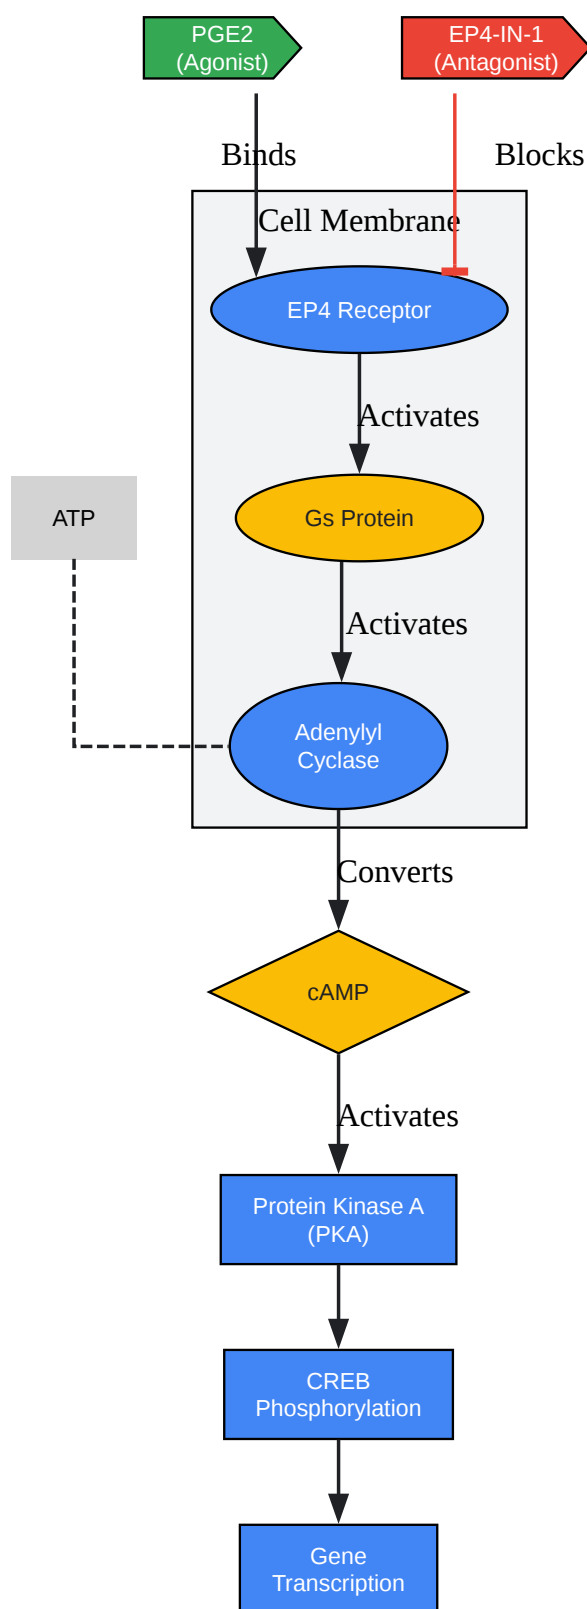 PGE2
(Agonist)
EP4-IN-1
(Antagonist)
Binds
Blocks
Cell Membrane
EP4 Receptor
Activates
ATP
Gs Protein
Activates
Adenylyl
Cyclase
Converts
cAMP
Activates
Protein Kinase A
(PKA)
CREB
Phosphorylation
Gene
Transcription